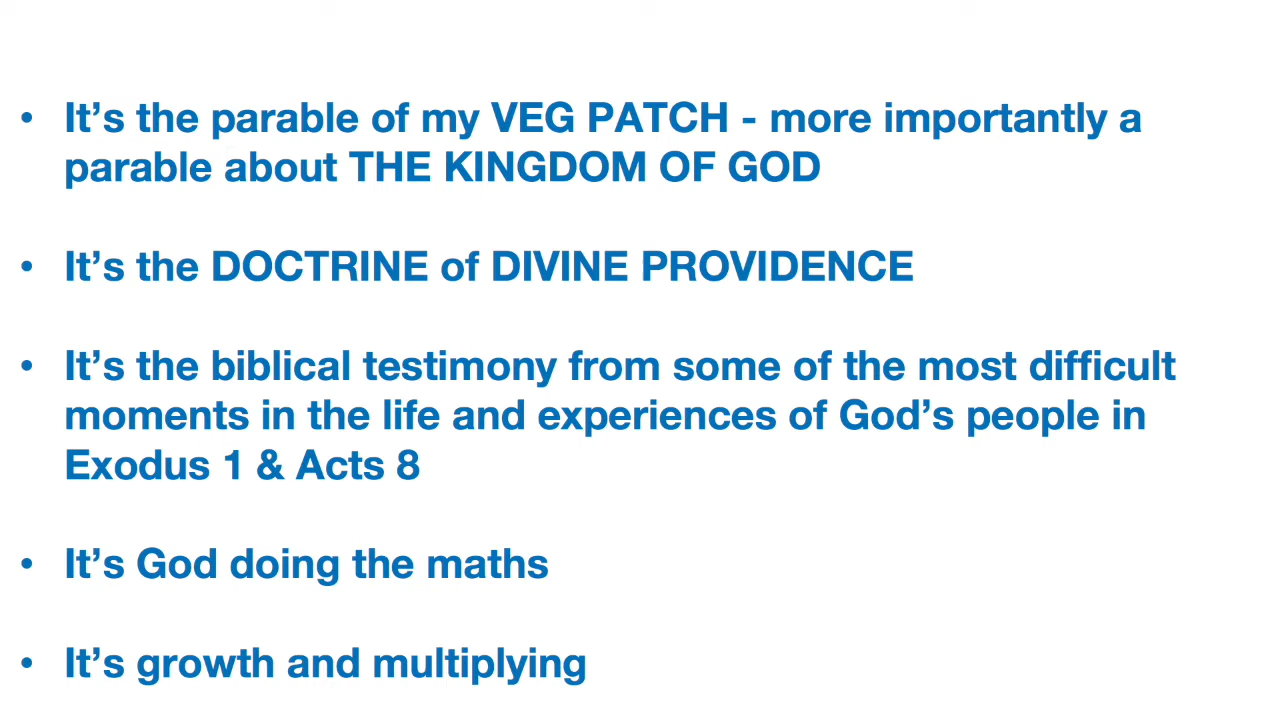 • It’s the parable of my VEG PATCH - more importantly a
parable about THE KINGDOM OF GOD
• It’s the DOCTRINE of DIVINE PROVIDENCE
• It’s the biblical testimony from some of the most difficult
moments in the life and experiences of God’s people in
Exodus 1 & Acts 8
• It’s God doing the maths
• It’s growth and multiplying